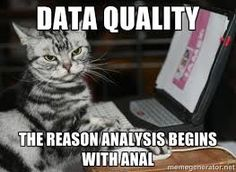 DATA QUALITY
THE REASON ANALYSIS BEGINS
WITH ANAL
memegenerator.net